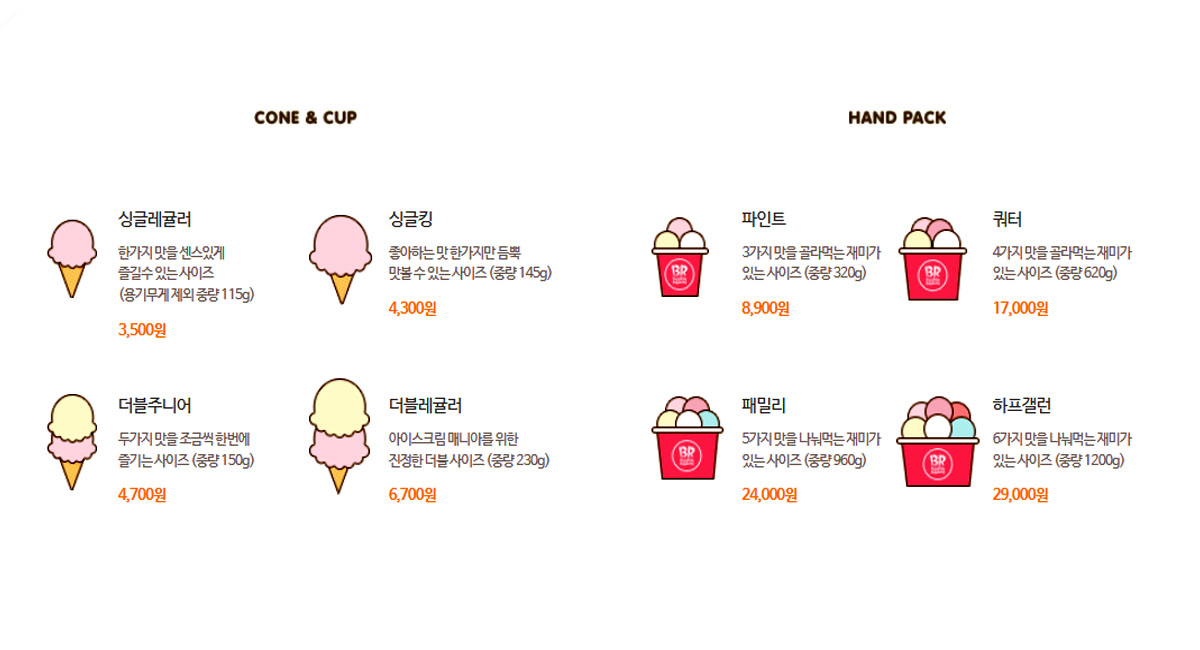 CONE & CUP
싱글레귤러
한가지 맛을 센스있게
즐길수 있는 사이즈
(용기무게 제외 중량 115g)
3,500원
싱글킹
좋아하는 맛 한가지만 듬뿍
맛볼 수 있는 사이즈 (중량 145g)
4,300원
더블주니어
두가지 맛을 조금씩 한번에
즐기는 사이즈 (중량 150g)
4,700원
더블레귤러
아이스크림 매니아를 위한
진정한 더블 사이즈 (중량 230g)
6,700원
HAND PACK
파인트
3가지 맛을 골라먹는 재미가
있는 사이즈 (중량 320g)
8,900원
쿼터
4가지 맛을 골라먹는 재미가
있는 사이즈 (중량 620g)
17,000원
패밀리
5가지 맛을 나눠먹는 재미가
있는 사이즈 (중량 960g)
24,000원
하프갤런
6가지 맛을 나눠먹는 재미가
있는 사이즈 (중량 1200g)
29,000원
BR
BR
BR
BR